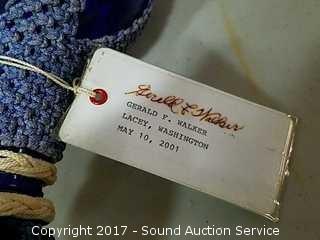 Gerald F. Walker
GERALD F. WALKER
LACEY, WASHINGTON
MAY 10, 2001
Copyright 2017 - Sound Auction Service